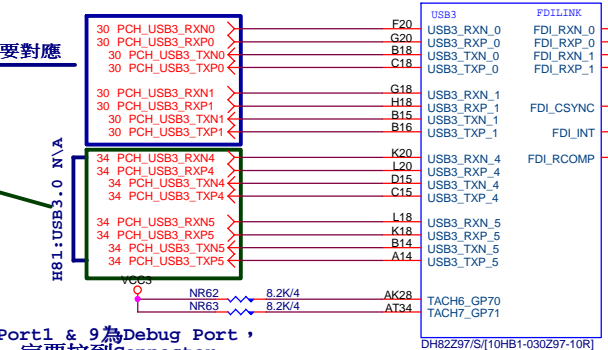 USB3 FDILINK
30 PCH_USB3_RXN0 F20 USB3_RXN_0 FDI_RXN_0
30 PCH_USB3_RXP0 G20 USB3_RXP_0 FDI_RXP_0
要對應 30 PCH_USB3_TXN0 B18 USB3_TXN_0 FDI_RXN_1
30 PCH_USB3_TXP0 C18 USB3_TXP_0 FDI_RXP_1
30 PCH_USB3_RXN1 G18 USB3_RXN_1
30 PCH_USB3_RXP1 H18 USB3_RXP_1 FDI_CSYNC
30 PCH_USB3_TXN1 B15 USB3_TXN_1
30 PCH_USB3_TXP1 B16 USB3_TXP_1 FDI_INT
34 PCH_USB3_RXN4 K20 USB3_RXN_4 FDI_RCOMP
34 PCH_USB3_RXP4 L20 USB3_RXP_4
34 PCH_USB3_TXN4 D15 USB3_TXN_4
34 PCH_USB3_TXP4 C15 USB3_TXP_4
34 PCH_USB3_RXN5 L18 USB3_RXN_5
34 PCH_USB3_RXP5 K18 USB3_RXP_5
34 PCH_USB3_TXN5 B14 USB3_TXN_5
34 PCH_USB3_TXP5 A14 USB3_TXP_5
H81:USB3.0 N\A
VCC3
NR62 8.2K/4 AK28 TACH6_GP70
NR63 8.2K/4 AT34 TACH7_GP71
Port1 & 9為Debug Port，
DH82Z97/S/[10HB1-030Z97-10R]